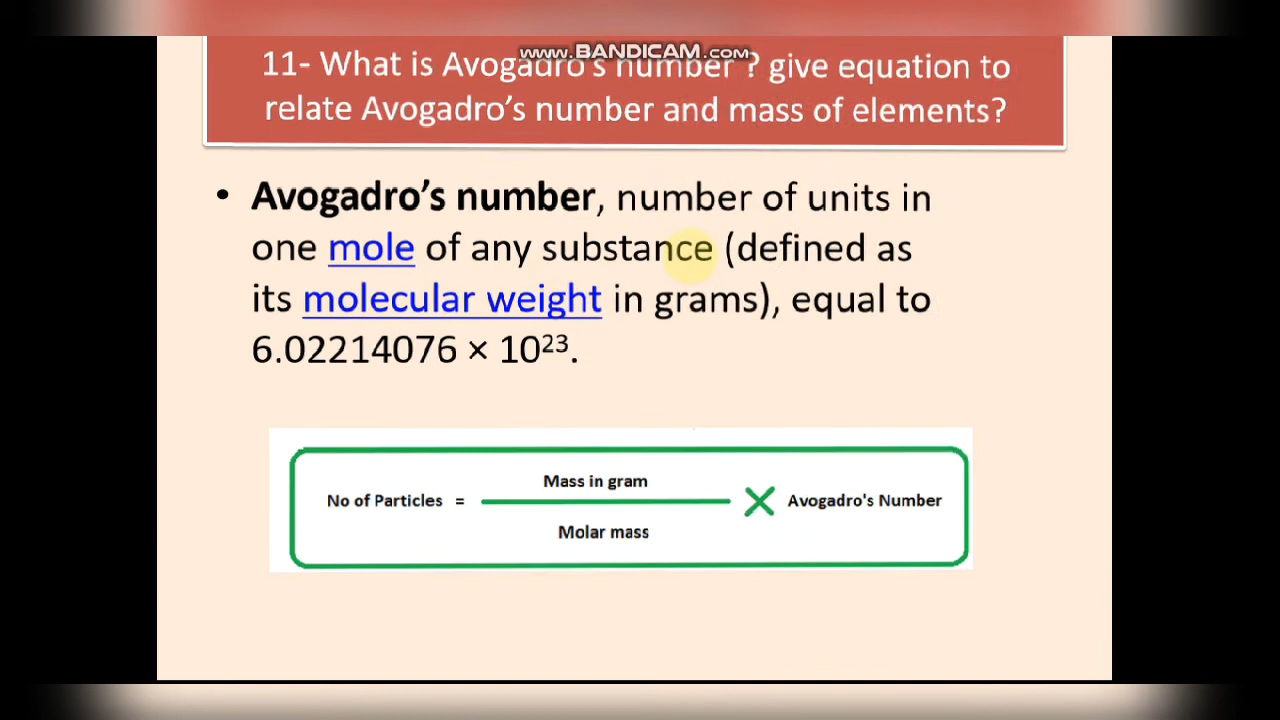 www.BANDICAM.com
11- What is Avogadro's number ? give equation to
relate Avogadro's number and mass of elements?
• Avogadro's number, number of units in
one mole of any substance (defined as
its molecular weight in grams), equal to
6.02214076 × 10²³.
No of Particles = Mass in gram
Molar mass
× Avogadro's Number